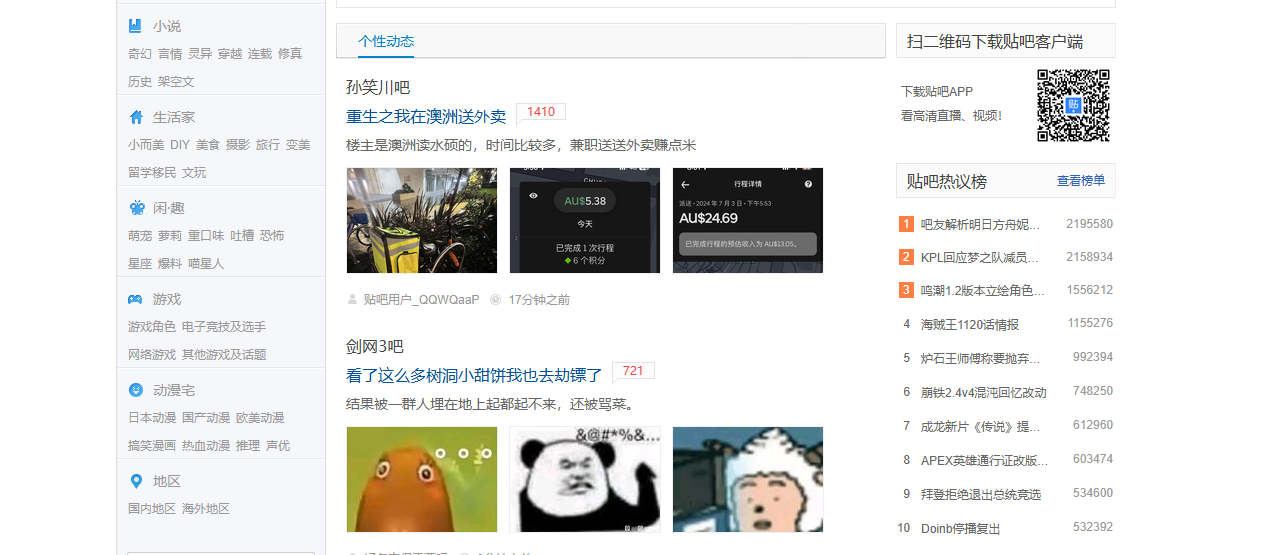 小说
奇幻 言情 灵异 穿越 连载 修真
历史 架空文
生活家
小而美 DIY 美食 摄影 旅行 变美
留学移民 文玩
闲·趣
萌宠 萝莉 重口味 吐槽 恐怖
星座 爆料 喵星人
游戏
游戏角色 电子竞技及选手
网络游戏 其他游戏及话题
动漫宅
日本动漫 国产动漫 欧美动漫
搞笑漫画 热血动漫 推理 声优
地区
国内地区 海外地区
个性动态
孙笑川吧
重生之我在澳洲送外卖 1410
楼主是澳洲读水硕的，时间比较多，兼职送送外卖赚点米
AU$5.38
今天
已完成 1 次行程
6 个积分
行程详情
派送 • 2024 年 7 月 3 日 • 下午5:53
AU$24.69
已完成行程的预估收入为 AU$13.05。
贴吧用户_QQWQaaP 17分钟之前
剑网3吧
看了这么多树洞小甜饼我也去劫镖了 721
结果被一群人埋在地上起都起不来，还被骂菜。
&@#*%&...
扫二维码下载贴吧客户端
下载贴吧APP
看高清直播、视频！
贴
贴吧热议榜 查看榜单
1 吧友解析明日方舟妮... 2195580
2 KPL回应梦之队减员... 2158934
3 鸣潮1.2版本立绘角色... 1556212
4 海贼王1120话情报 1155276
5 炉石王师傅称要抛弃... 992394
6 崩铁2.4v4混沌回忆改动 748250
7 成龙新片《传说》提... 612960
8 APEX英雄通行证改版... 603474
9 拜登拒绝退出总统竞选 534600
10 Doinb停播复出 532392